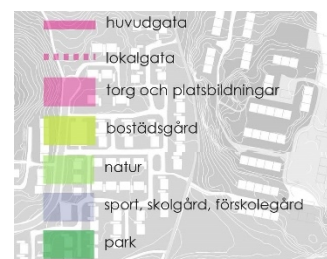 huvudgata
lokalgata
torg och platsbildningar
bostädsgård
natur
sport, skolgård, förskolegård
park